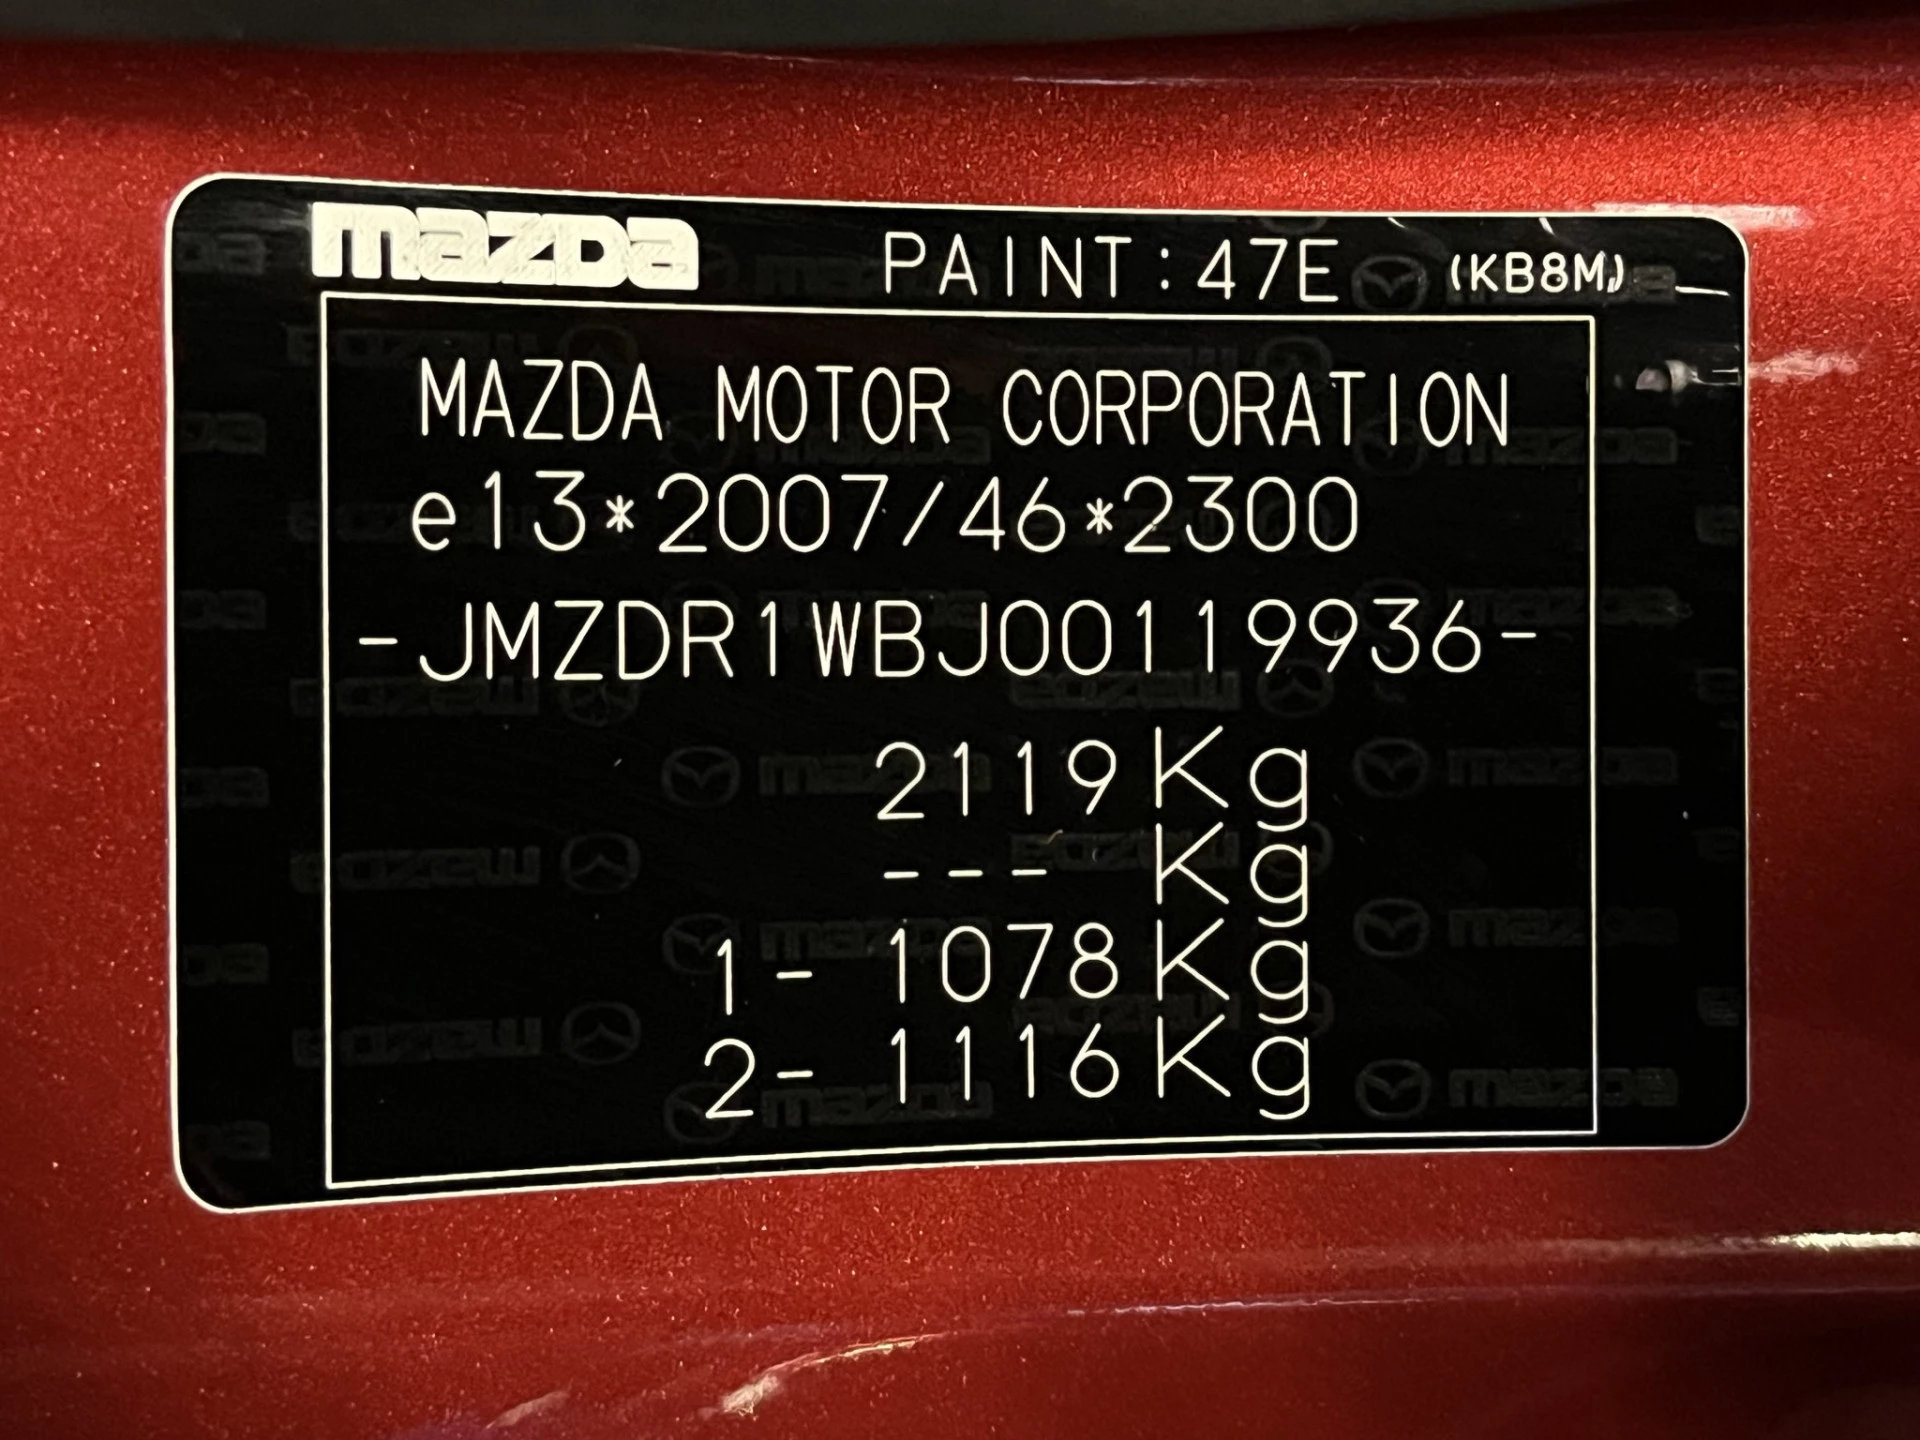 mazda PAINT:47E (KB8M)
MAZDA MOTOR CORPORATION
e13*2007/46*2300
-JMZDR1WBJ00119936-
2119Kg
--- Kg
1- 1078Kg
2- 1116Kg